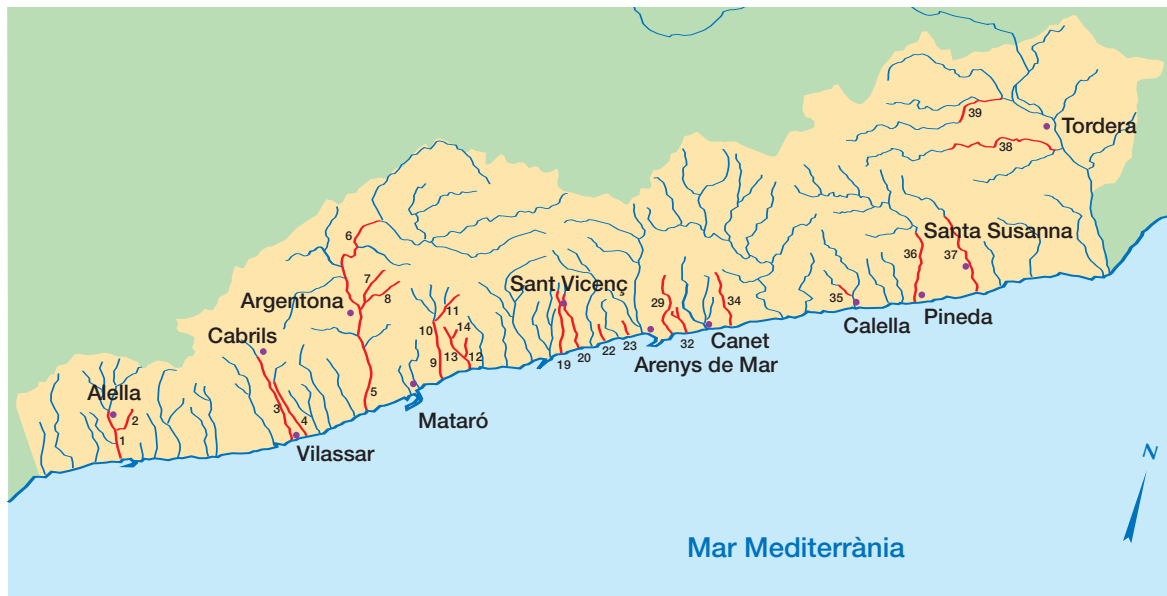 39
Tordera
38
Santa Susanna
6
36
37
7
Sant Vicenç
8
29
34
35
Argentona
11
10
14
Calella
Pineda
Cabrils
13
12
9
19
20
22
23
32
Canet
Arenys de Mar
Alella
2
1
3
4
5
Mataró
Vilassar
N
Mar Mediterrània